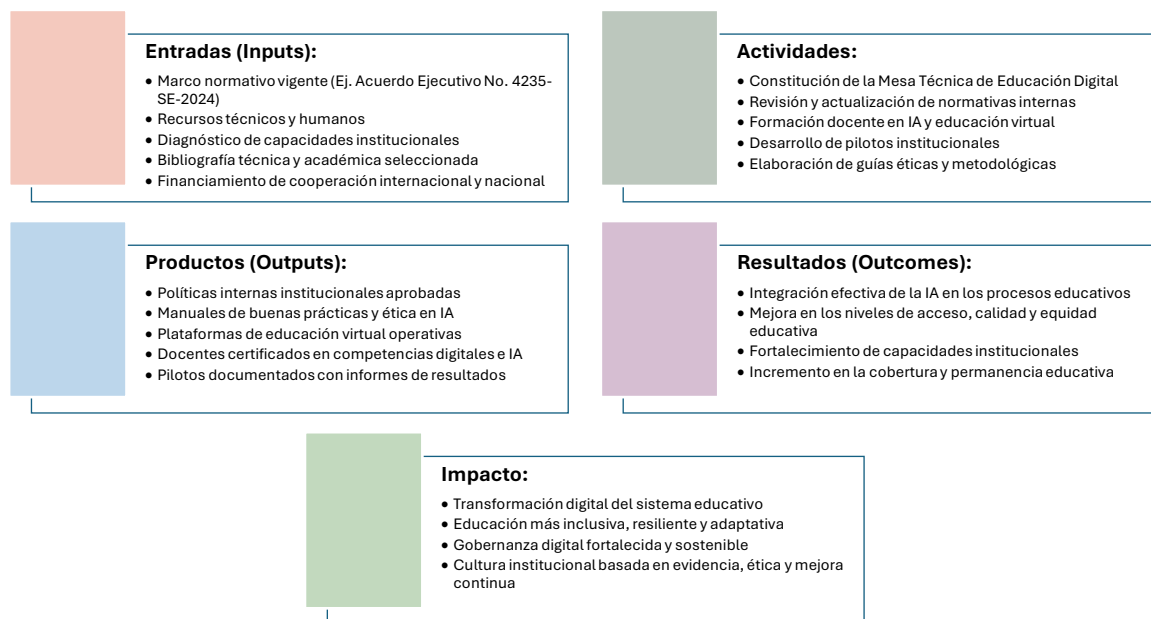 Entradas (Inputs):
• Marco normativo vigente (Ej. Acuerdo Ejecutivo No. 4235-
SE-2024)
• Recursos técnicos y humanos
• Diagnóstico de capacidades institucionales
• Bibliografía técnica y académica seleccionada
• Financiamiento de cooperación internacional y nacional
Actividades:
• Constitución de la Mesa Técnica de Educación Digital
• Revisión y actualización de normativas internas
• Formación docente en IA y educación virtual
• Desarrollo de pilotos institucionales
• Elaboración de guías éticas y metodológicas
Productos (Outputs):
• Políticas internas institucionales aprobadas
• Manuales de buenas prácticas y ética en IA
• Plataformas de educación virtual operativas
• Docentes certificados en competencias digitales e IA
• Pilotos documentados con informes de resultados
Resultados (Outcomes):
• Integración efectiva de la IA en los procesos educativos
• Mejora en los niveles de acceso, calidad y equidad
educativa
• Fortalecimiento de capacidades institucionales
• Incremento en la cobertura y permanencia educativa
Impacto:
• Transformación digital del sistema educativo
• Educación más inclusiva, resiliente y adaptativa
• Gobernanza digital fortalecida y sostenible
• Cultura institucional basada en evidencia, ética y mejora
continua